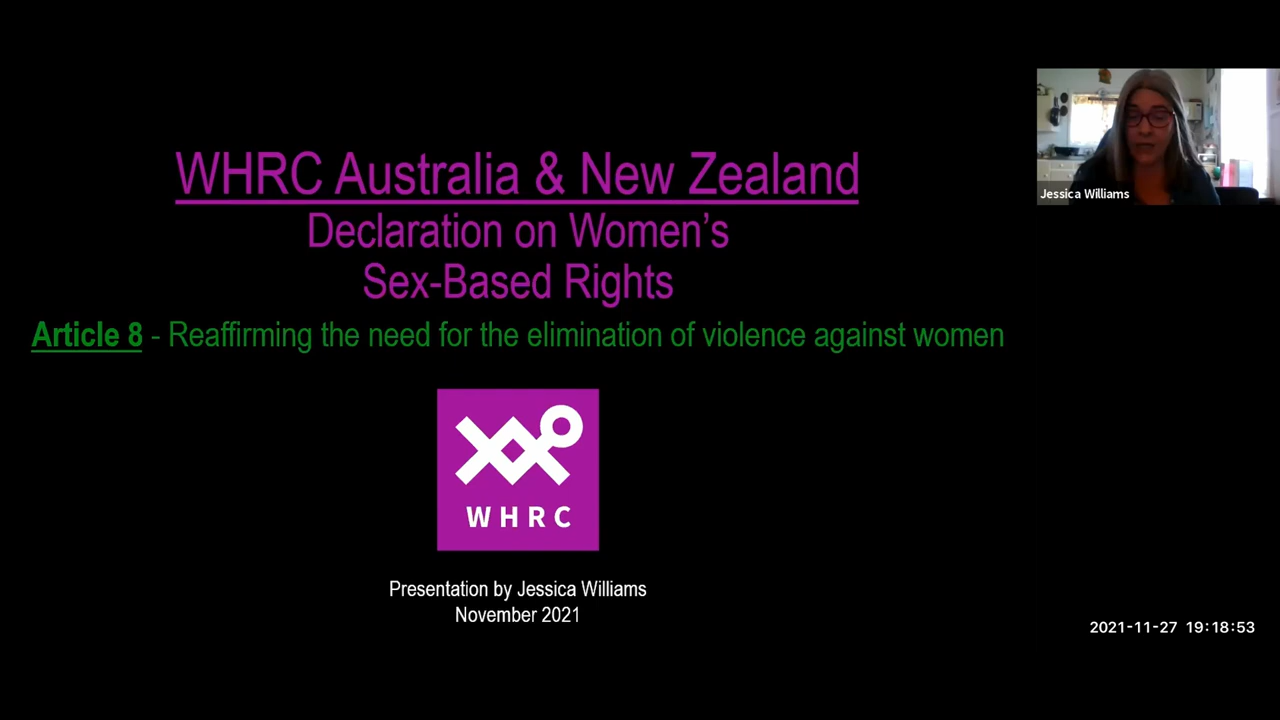 WHRC Australia & New Zealand
Declaration on Women’s
Sex-Based Rights
Article 8 - Reaffirming the need for the elimination of violence against women
WHRC
Presentation by Jessica Williams
November 2021
Jessica Williams
2021-11-27 19:18:53